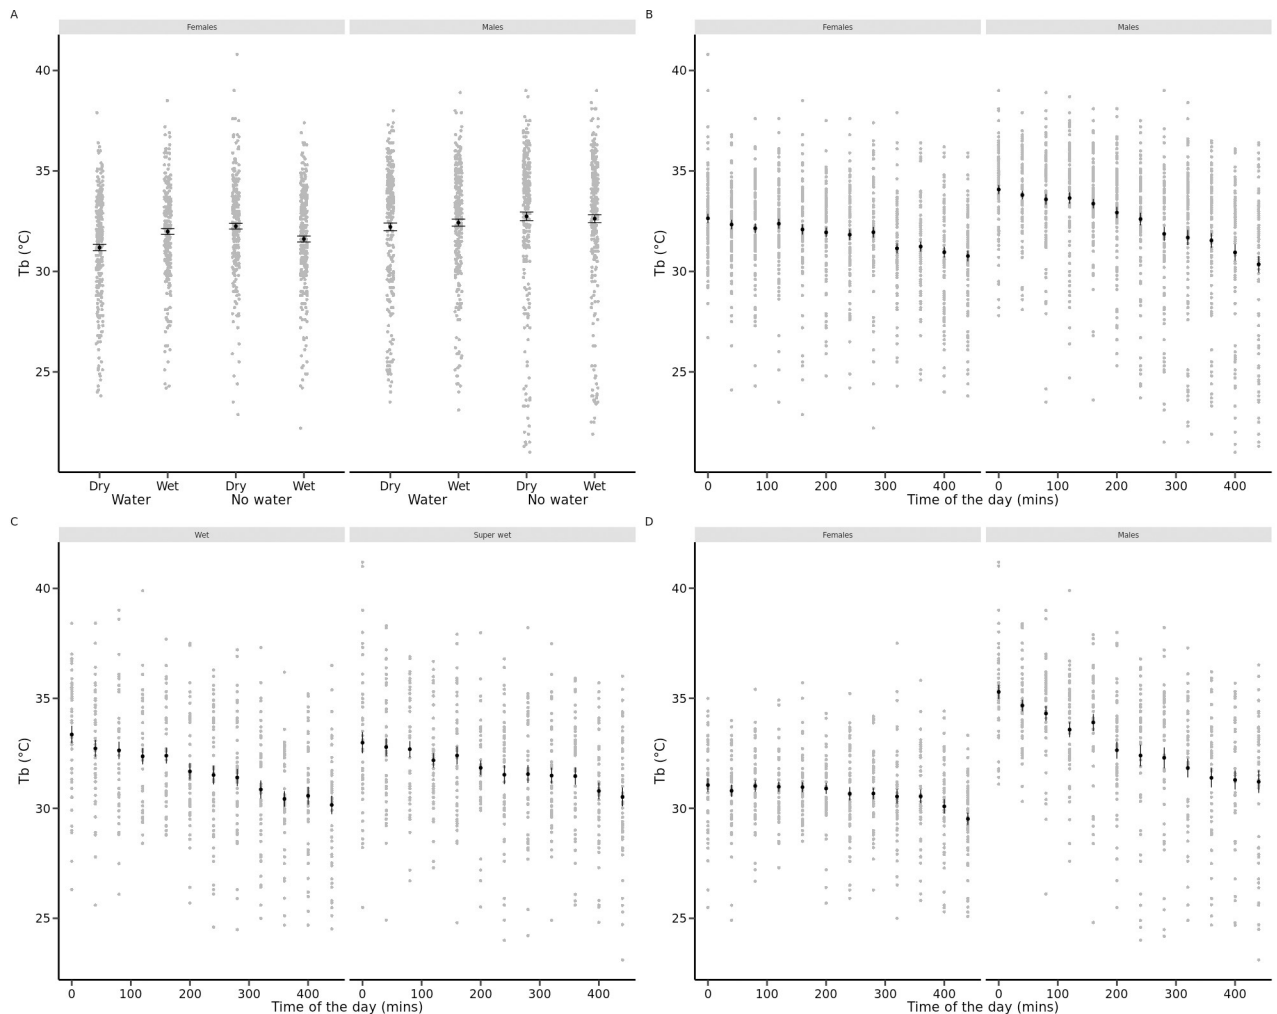 A
Females
Males
Tb (°C)
40
35
30
25
Dry
Wet
Dry
Wet
Dry
Wet
Dry
Wet
Water
No water
Water
No water
B
Females
Males
Tb (°C)
40
35
30
25
0
100
200
300
400
0
100
200
300
400
Time of the day (mins)
C
Wet
Super wet
Tb (°C)
40
35
30
25
0
100
200
300
400
0
100
200
300
400
Time of the day (mins)
D
Females
Males
Tb (°C)
40
35
30
25
0
100
200
300
400
0
100
200
300
400
Time of the day (mins)